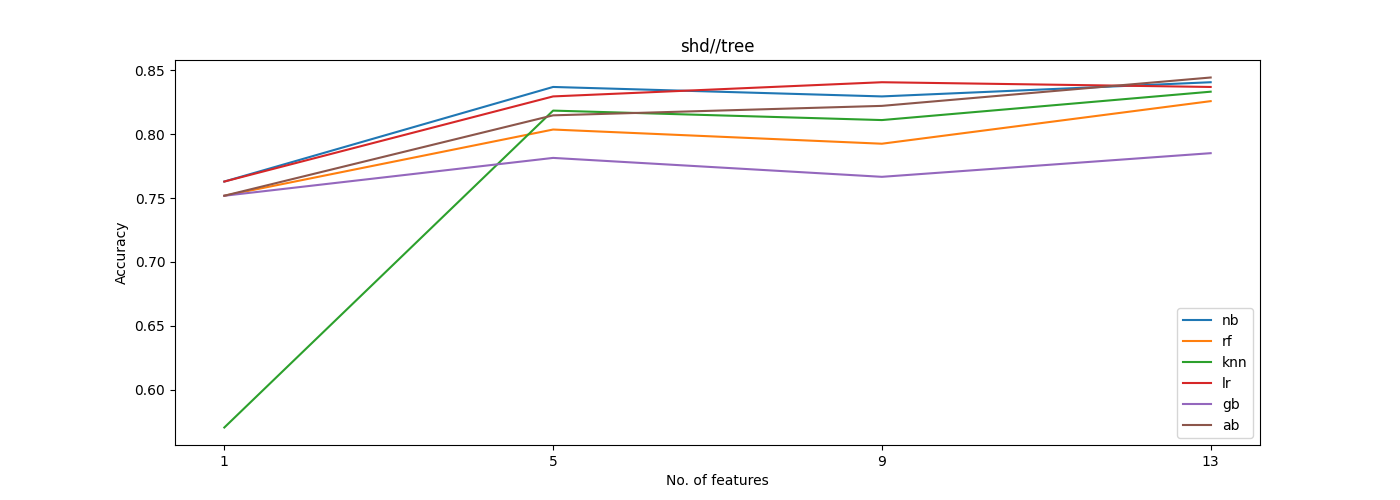 shd//tree
0.85
0.80
0.75
0.70
0.65
0.60
Accuracy
1 5 9 13
No. of features
nb
rf
knn
lr
gb
ab